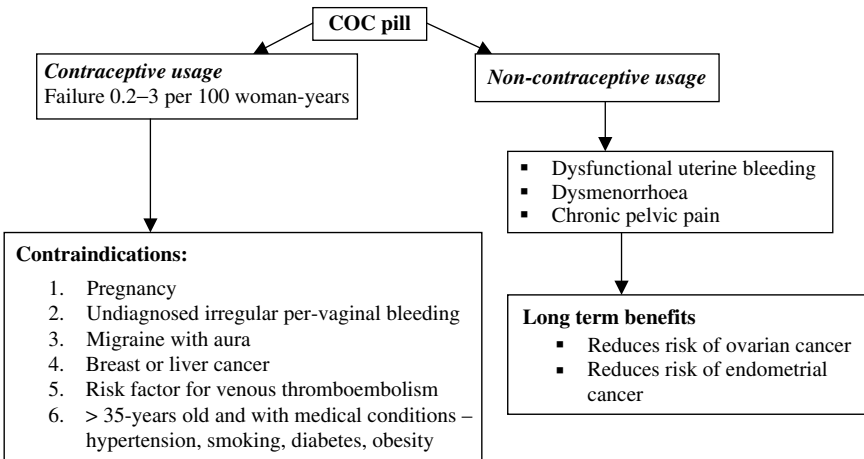 COC pill
Contraceptive usage
Failure 0.2–3 per 100 woman-years
Non-contraceptive usage
▪ Dysfunctional uterine bleeding
▪ Dysmenorrhoea
▪ Chronic pelvic pain
Contraindications:
1. Pregnancy
2. Undiagnosed irregular per-vaginal bleeding
3. Migraine with aura
4. Breast or liver cancer
5. Risk factor for venous thromboembolism
6. > 35-years old and with medical conditions –
hypertension, smoking, diabetes, obesity
Long term benefits
▪ Reduces risk of ovarian cancer
▪ Reduces risk of endometrial
cancer